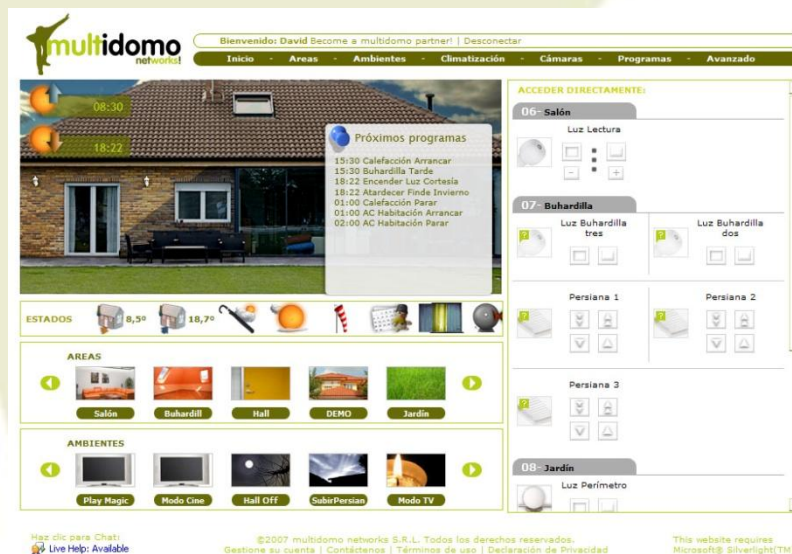 multidomo
networks!
Bienvenido: David Become a multidomo partner! | Desconectar
Inicio - Areas - Ambientes - Climatización - Cámaras - Programas - Avanzado
08:30
18:22
Próximos programas
15:30 Calefacción Arrancar
15:30 Buhardilla Tarde
18:22 Encender Luz Cortesía
18:22 Atardecer Finde Invierno
01:00 Calefacción Parar
01:00 AC Habitación Arrancar
02:00 AC Habitación Parar
ESTADOS
8,5º
18,7º
AREAS
Salón
Buhardill
Hall
DEMO
Jardín
AMBIENTES
Play Magic
Modo Cine
Hall Off
SubirPersian
Modo TV
ACCEDER DIRECTAMENTE:
06- Salón
Luz Lectura
- +
07- Buhardilla
Luz Buhardilla
tres
?
Luz Buhardilla
dos
?
Persiana 1
?
Persiana 2
?
Persiana 3
?
08- Jardín
Luz Perímetro
Haz clic para Chat:
Live Help: Available
©2007 multidomo networks S.R.L. Todos los derechos reservados.
Gestione su cuenta | Contáctenos | Términos de uso | Declaración de Privacidad
This website requires
Microsoft® Silverlight(TM